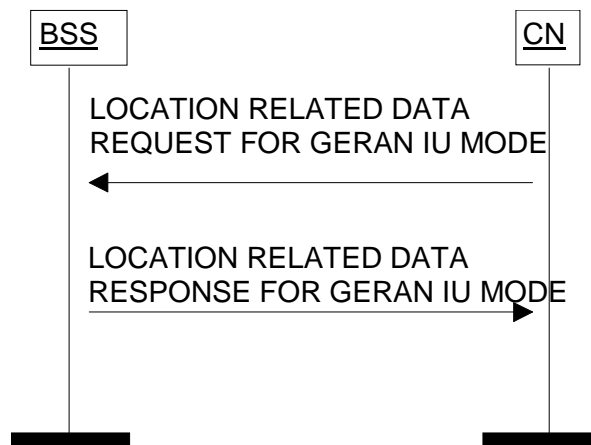 BSS
CN
LOCATION RELATED DATA
REQUEST FOR GERAN IU MODE
LOCATION RELATED DATA
RESPONSE FOR GERAN IU MODE